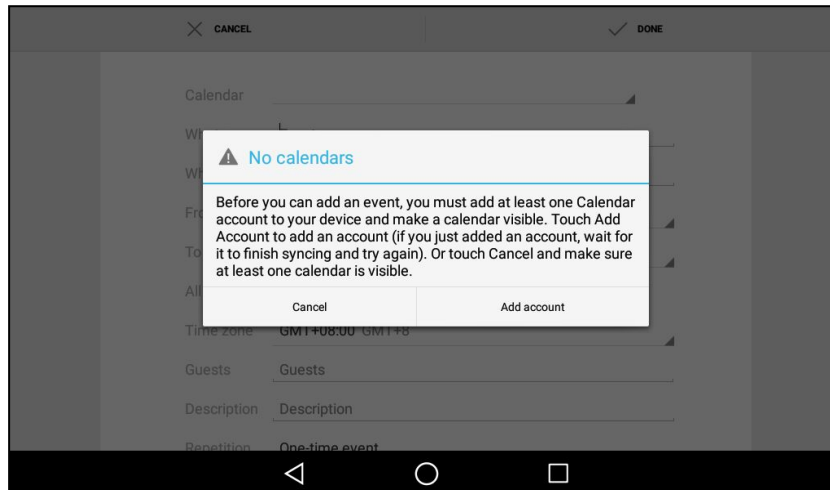 CANCEL
DONE
Calendar
No calendars
Before you can add an event, you must add at least one Calendar
account to your device and make a calendar visible. Touch Add
Account to add an account (if you just added an account, wait for
it to finish syncing and try again). Or touch Cancel and make sure
at least one calendar is visible.
Cancel
Add account
Time zone GMT+08:00 GMT+8
Guests Guests
Description Description
Repetition One-time event